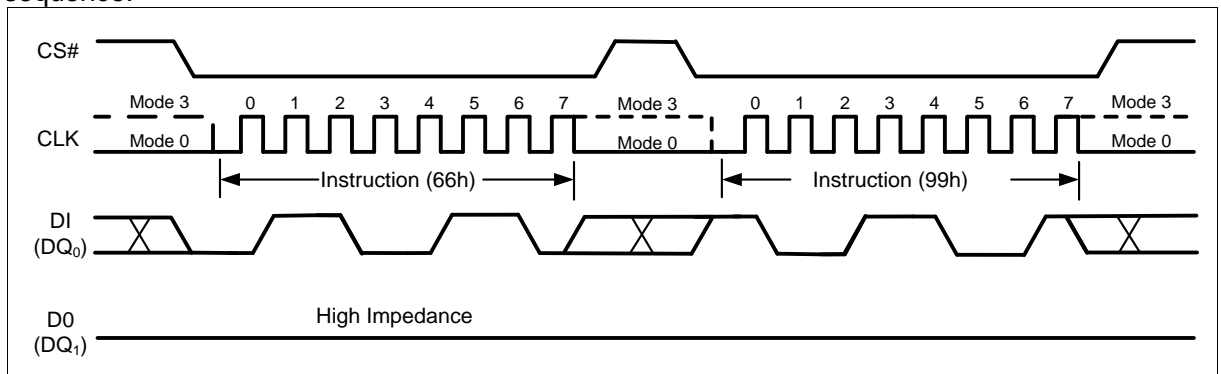 sequence.
CS#
Mode 3 0 1 2 3 4 5 6 7 Mode 3 0 1 2 3 4 5 6 7 Mode 3
CLK
Mode 0 Mode 0 Mode 0
Instruction (66h) Instruction (99h)
DI
(DQ0)
High Impedance
D0
(DQ1)